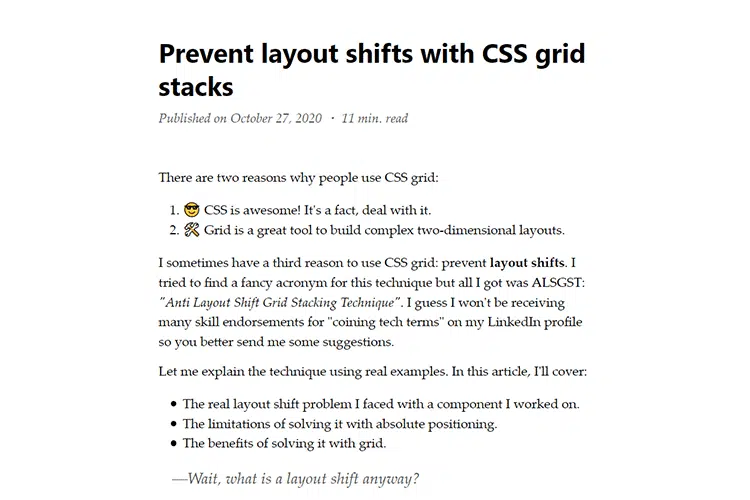 Prevent layout shifts with CSS grid
stacks
Published on October 27, 2020 · 11 min. read
There are two reasons why people use CSS grid:
1. 😎 CSS is awesome! It's a fact, deal with it.
2. 🛠 Grid is a great tool to build complex two-dimensional layouts.
I sometimes have a third reason to use CSS grid: prevent layout shifts. I
tried to find a fancy acronym for this technique but all I got was ALSGST:
"Anti Layout Shift Grid Stacking Technique". I guess I won't be receiving
many skill endorsements for "coining tech terms" on my LinkedIn profile
so you better send me some suggestions.
Let me explain the technique using real examples. In this article, I'll cover:
• The real layout shift problem I faced with a component I worked on.
• The limitations of solving it with absolute positioning.
• The benefits of solving it with grid.
—Wait, what is a layout shift anyway?